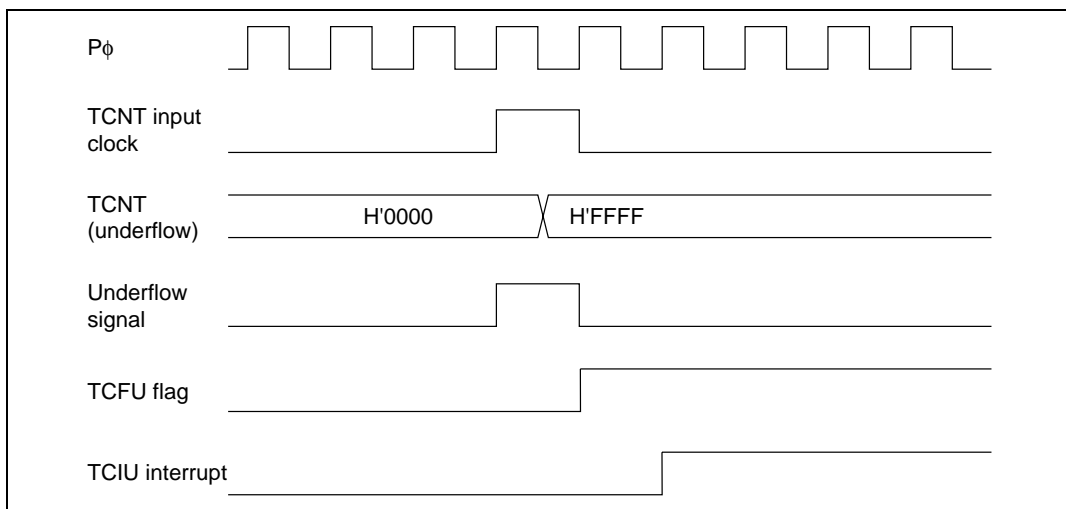 Pϕ
TCNT input
clock
TCNT
(underflow)
H'0000
H'FFFF
Underflow
signal
TCFU flag
TCIU interrupt